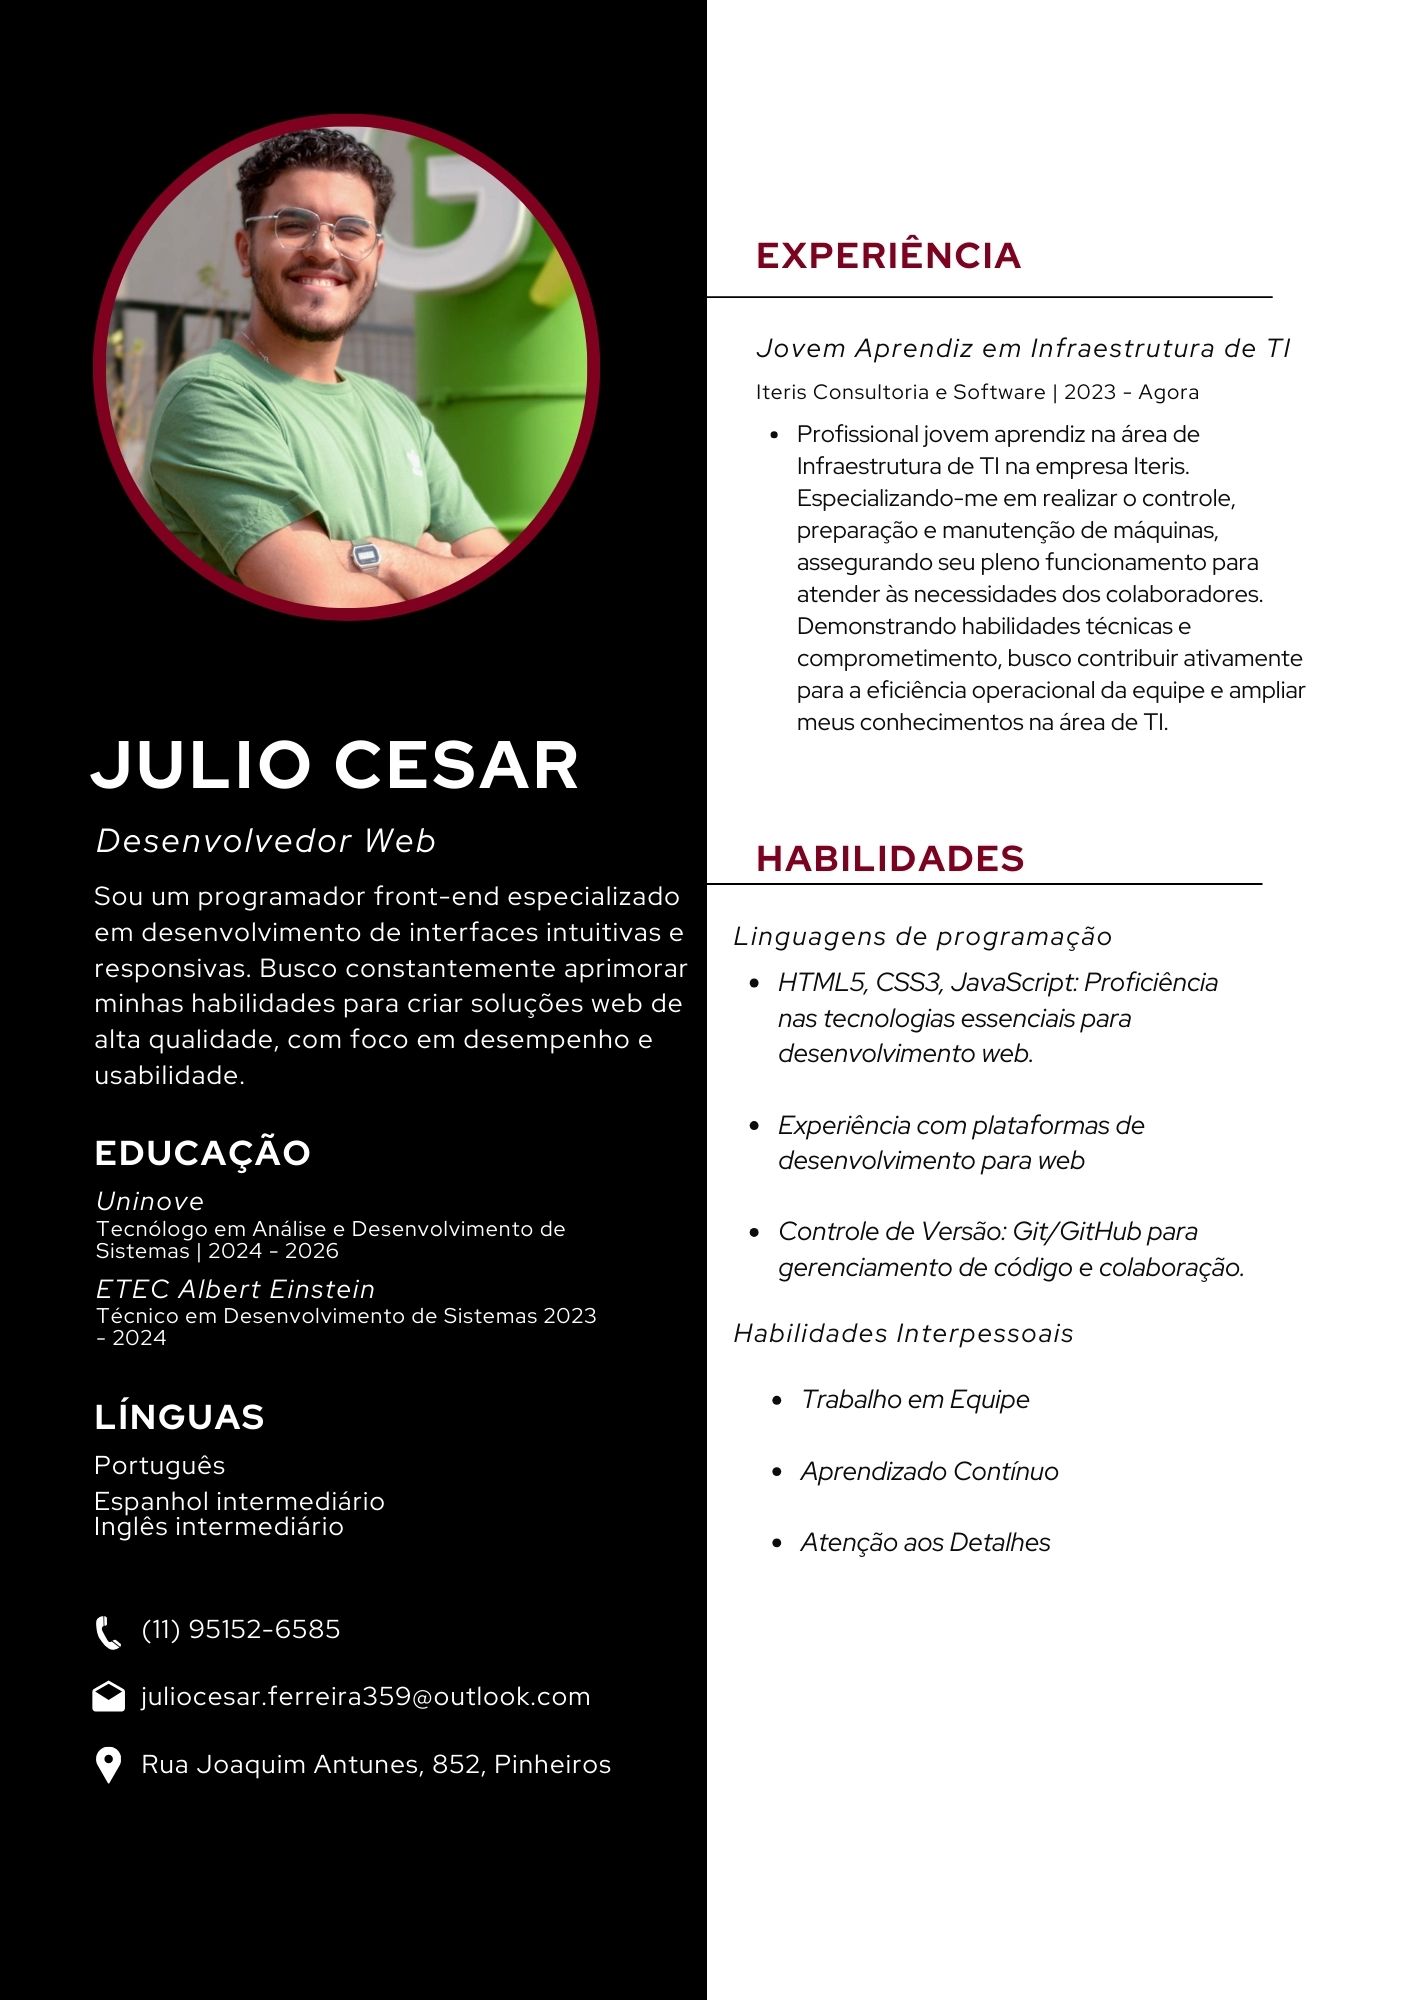 JULIO CESAR
Desenvolvedor Web
Sou um programador front-end especializado
em desenvolvimento de interfaces intuitivas e
responsivas. Busco constantemente aprimorar
minhas habilidades para criar soluções web de
alta qualidade, com foco em desempenho e
usabilidade.
EDUCAÇÃO
Uninove
Tecnólogo em Análise e Desenvolvimento de
Sistemas | 2024 - 2026
ETEC Albert Einstein
Técnico em Desenvolvimento de Sistemas 2023
- 2024
LÍNGUAS
Português
Espanhol intermediário
Inglês intermediário
(11) 95152-6585
juliocesar.ferreira359@outlook.com
Rua Joaquim Antunes, 852, Pinheiros
EXPERIÊNCIA
Jovem Aprendiz em Infraestrutura de TI
Iteris Consultoria e Software | 2023 - Agora
• Profissional jovem aprendiz na área de
Infraestrutura de TI na empresa Iteris.
Especializando-me em realizar o controle,
preparação e manutenção de máquinas,
assegurando seu pleno funcionamento para
atender às necessidades dos colaboradores.
Demonstrando habilidades técnicas e
comprometimento, busco contribuir ativamente
para a eficiência operacional da equipe e ampliar
meus conhecimentos na área de TI.
HABILIDADES
Linguagens de programação
• HTML5, CSS3, JavaScript: Proficiência
nas tecnologias essenciais para
desenvolvimento web.
• Experiência com plataformas de
desenvolvimento para web
• Controle de Versão: Git/GitHub para
gerenciamento de código e colaboração.
Habilidades Interpessoais
• Trabalho em Equipe
• Aprendizado Contínuo
• Atenção aos Detalhes